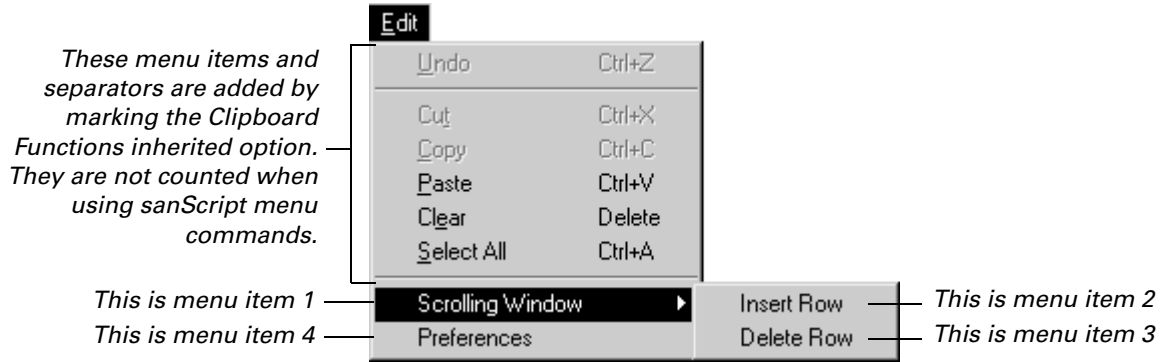 Edit
These menu items and
separators are added by
marking the Clipboard
Functions inherited option.
They are not counted when
using sanScript menu
commands.
Undo Ctrl+Z
Cut Ctrl+X
Copy Ctrl+C
Paste Ctrl+V
Clear Delete
Select All Ctrl+A
This is menu item 1 Scrolling Window Insert Row This is menu item 2
This is menu item 4 Preferences Delete Row This is menu item 3